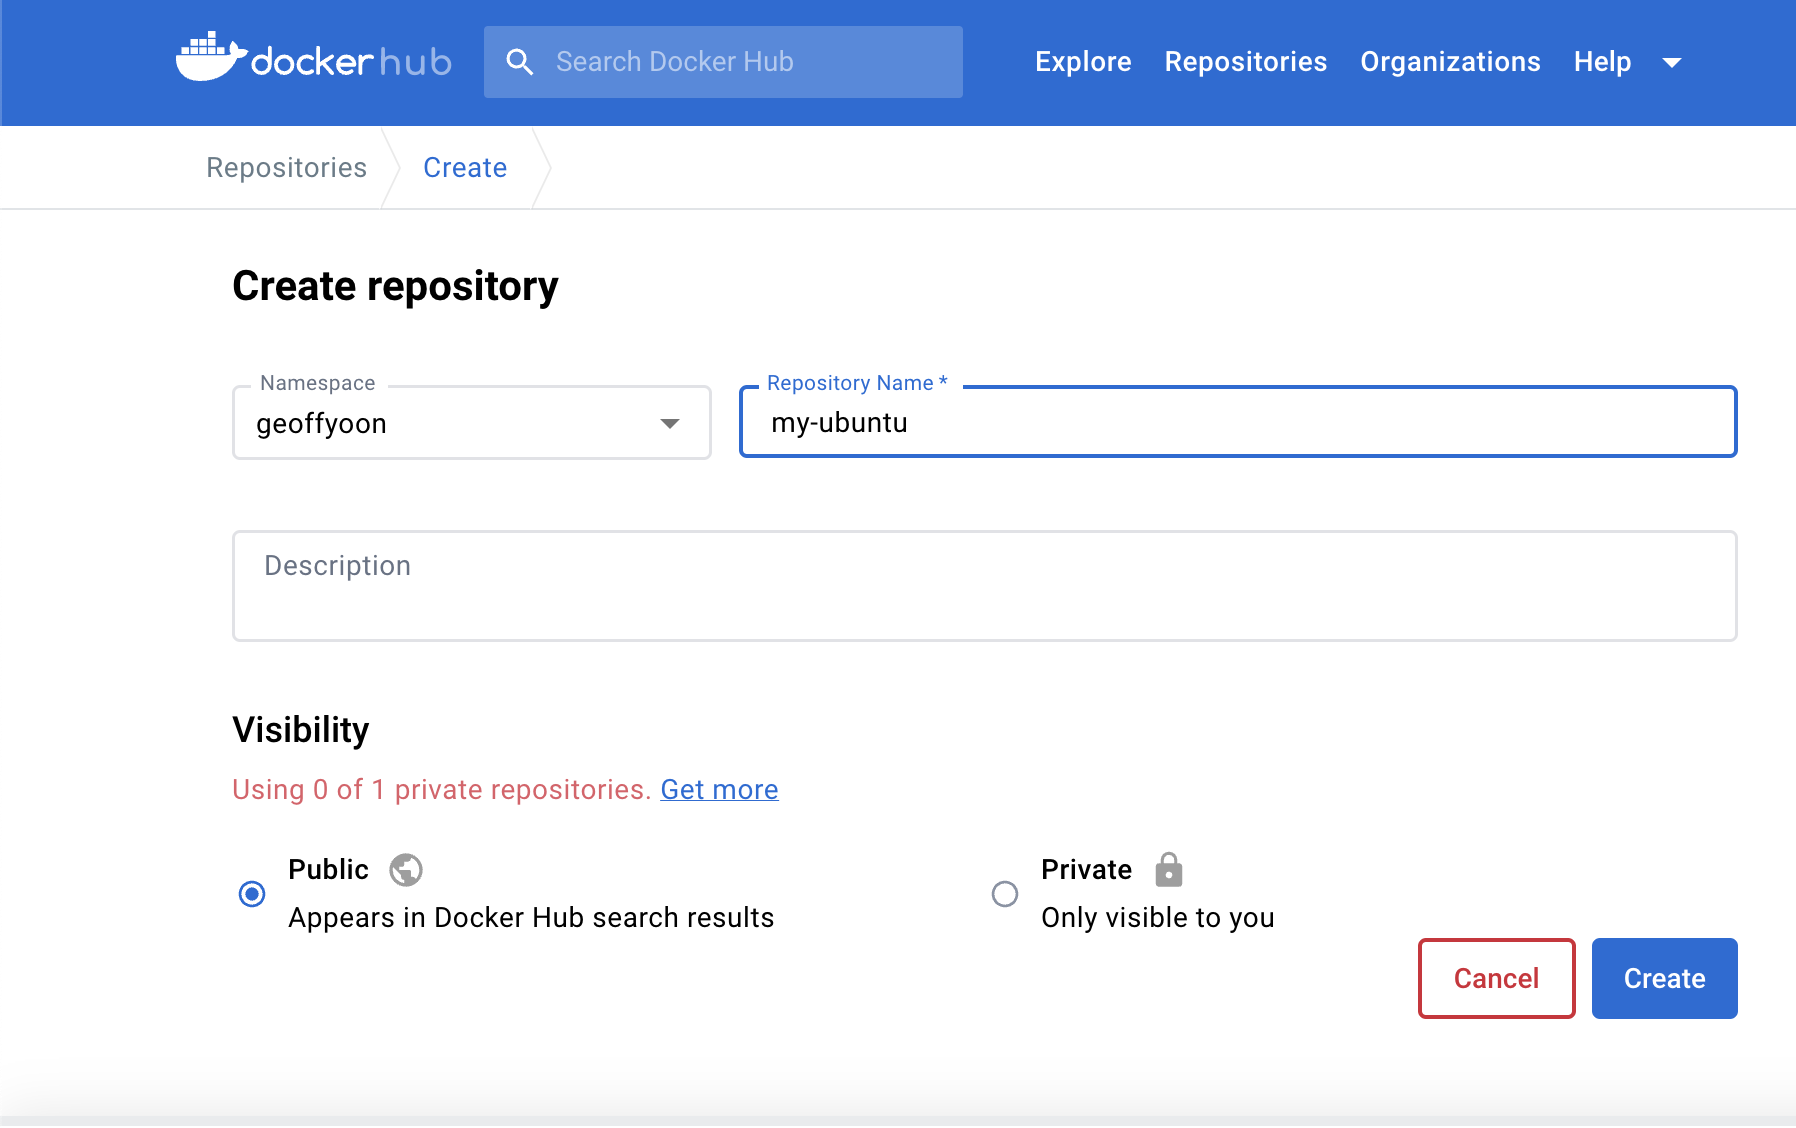 docker hub
Search Docker Hub
Explore Repositories Organizations Help
Repositories Create
Create repository
Namespace
geoffyoon
Repository Name *
my-ubuntu
Description
Visibility
Using 0 of 1 private repositories. Get more
Public
Appears in Docker Hub search results
Private
Only visible to you
Cancel Create